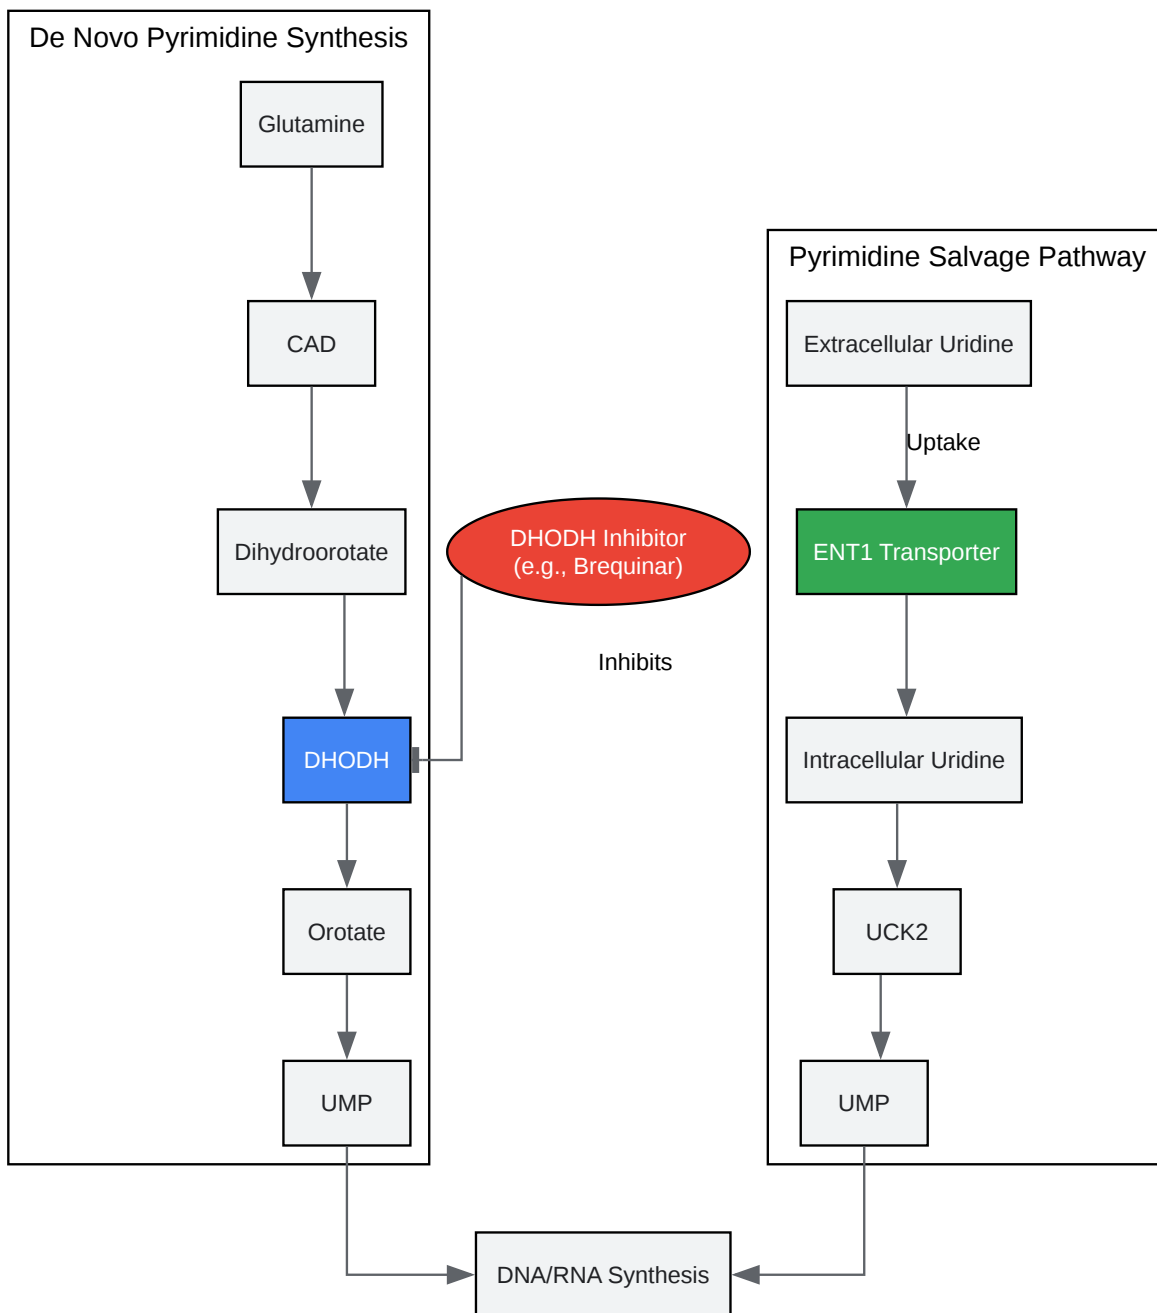 De Novo Pyrimidine Synthesis
Glutamine
CAD
Dihydroorotate
DHODH
Orotate
UMP
DHODH Inhibitor
(e.g., Brequinar)
Inhibits
Pyrimidine Salvage Pathway
Extracellular Uridine
Uptake
ENT1 Transporter
Intracellular Uridine
UCK2
UMP
DNA/RNA Synthesis